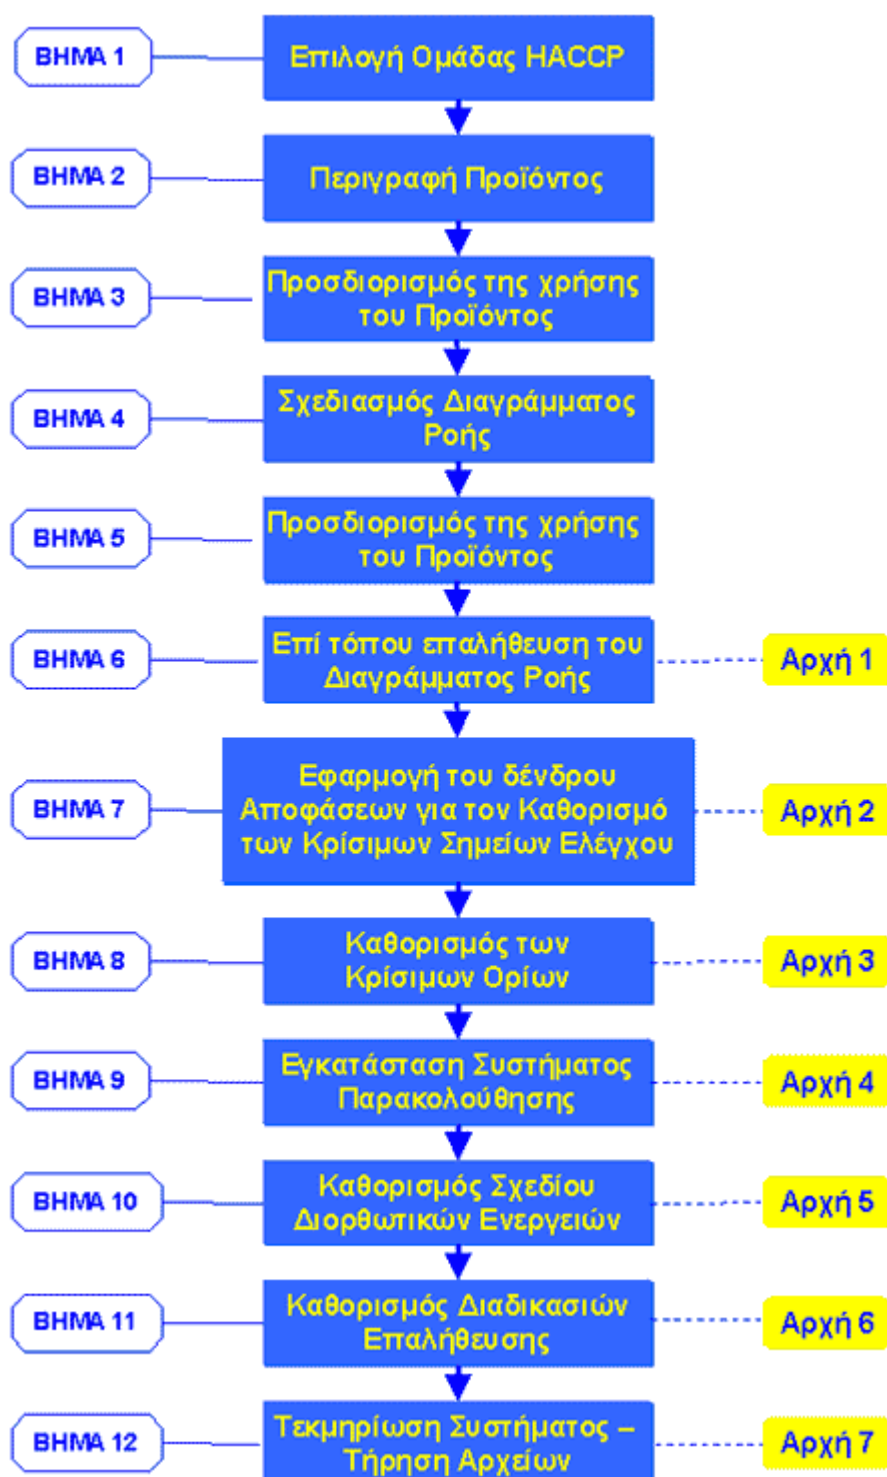 ΒΗΜΑ 1
Επιλογή Ομάδας HACCP
ΒΗΜΑ 2
Περιγραφή Προϊόντος
ΒΗΜΑ 3
Προσδιορισμός της χρήσης
του Προϊόντος
ΒΗΜΑ 4
Σχεδιασμός Διαγράμματος
Ροής
ΒΗΜΑ 5
Προσδιορισμός της χρήσης
του Προϊόντος
ΒΗΜΑ 6
Επί τόπου επαλήθευση του
Διαγράμματος Ροής
Αρχή 1
ΒΗΜΑ 7
Εφαρμογή του δένδρου
Αποφάσεων για τον Καθορισμό
των Κρίσιμων Σημείων Ελέγχου
Αρχή 2
ΒΗΜΑ 8
Καθορισμός των
Κρίσιμων Ορίων
Αρχή 3
ΒΗΜΑ 9
Εγκατάσταση Συστήματος
Παρακολούθησης
Αρχή 4
ΒΗΜΑ 10
Καθορισμός Σχεδίου
Διορθωτικών Ενεργειών
Αρχή 5
ΒΗΜΑ 11
Καθορισμός Διαδικασιών
Επαλήθευσης
Αρχή 6
ΒΗΜΑ 12
Τεκμηρίωση Συστήματος –
Τήρηση Αρχείων
Αρχή 7